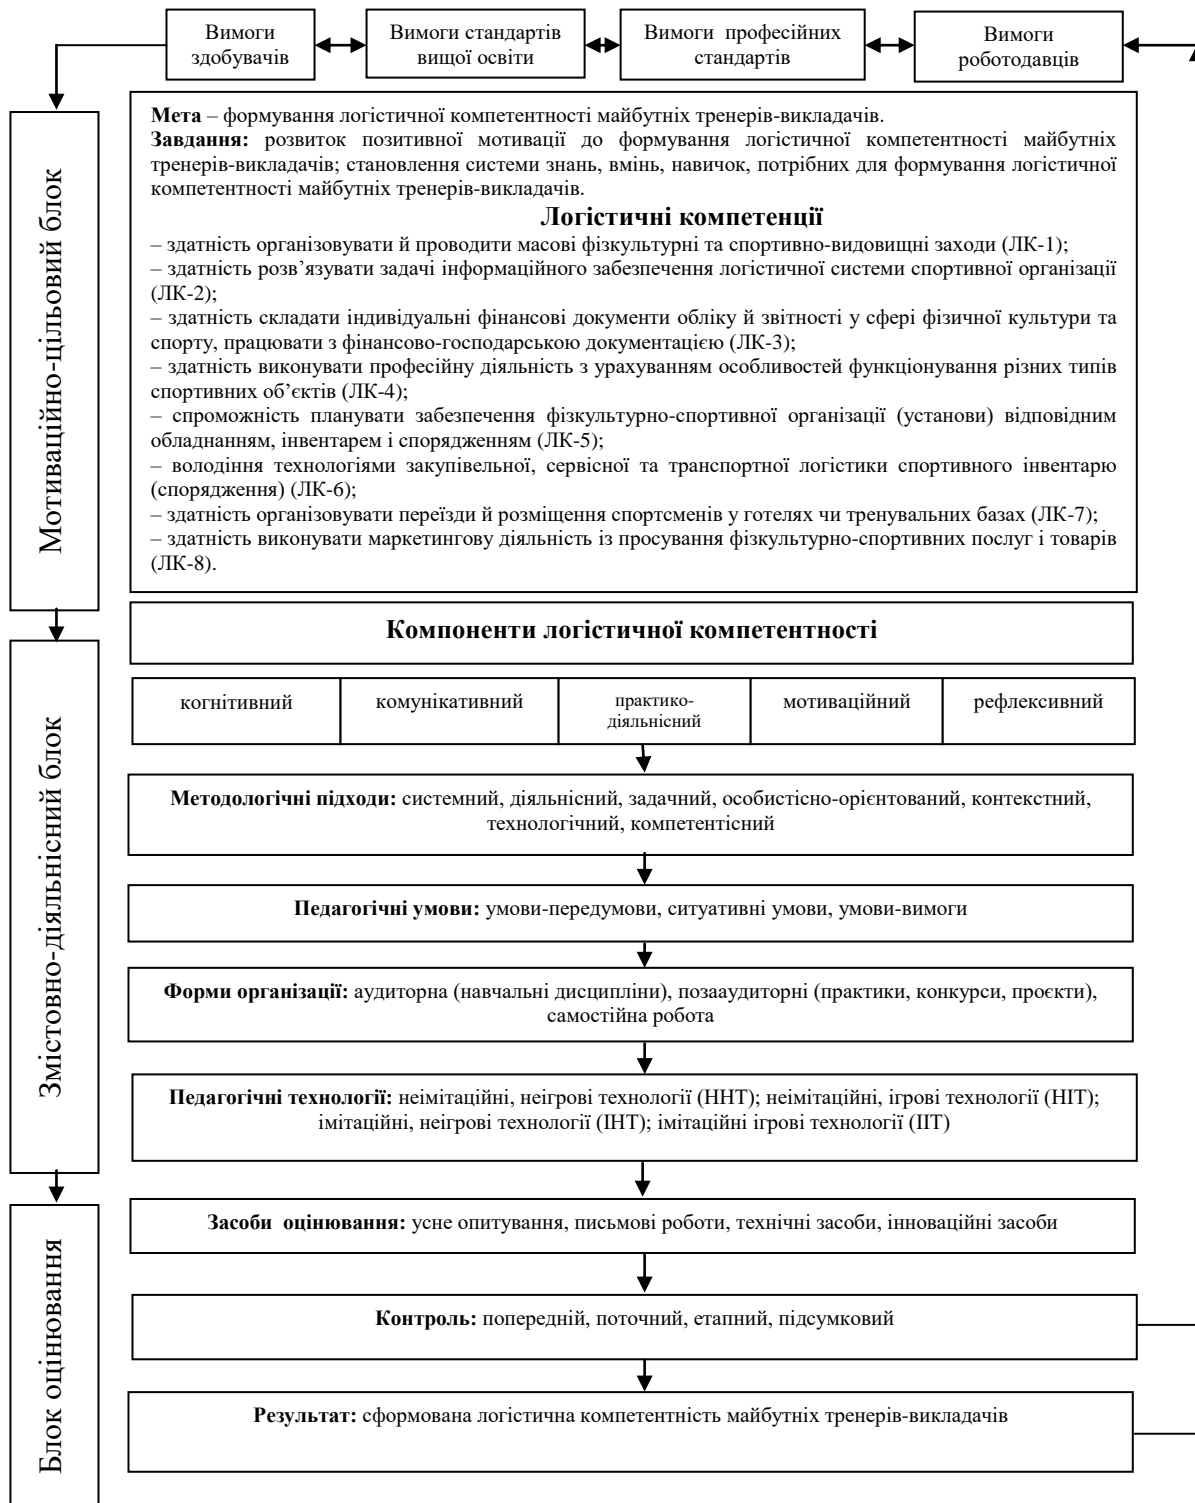 Вимоги
здобувачів
Вимоги стандартів
вищої освіти
Вимоги професійних
стандартів
Вимоги
роботодавців
Мотиваційно-цільовий блок
Мета – формування логістичної компетентності майбутніх тренерів-викладачів.
Завдання: розвиток позитивної мотивації до формування логістичної компетентності майбутніх
тренерів-викладачів; становлення системи знань, вмінь, навичок, потрібних для формування логістичної
компетентності майбутніх тренерів-викладачів.
Логістичні компетенції
– здатність організовувати й проводити масові фізкультурні та спортивно-видовищні заходи (ЛК-1);
– здатність розв’язувати задачі інформаційного забезпечення логістичної системи спортивної організації
(ЛК-2);
– здатність складати індивідуальні фінансові документи обліку й звітності у сфері фізичної культури та
спорту, працювати з фінансово-господарською документацією (ЛК-3);
– здатність виконувати професійну діяльність з урахуванням особливостей функціонування різних типів
спортивних об’єктів (ЛК-4);
– спроможність планувати забезпечення фізкультурно-спортивної організації (установи) відповідним
обладнанням, інвентарем і спорядженням (ЛК-5);
– володіння технологіями закупівельної, сервісної та транспортної логістики спортивного інвентарю
(спорядження) (ЛК-6);
– здатність організовувати переїзди й розміщення спортсменів у готелях чи тренувальних базах (ЛК-7);
– здатність виконувати маркетингову діяльність із просування фізкультурно-спортивних послуг і товарів
(ЛК-8).
Змістовно-діяльнісний блок
Компоненти логістичної компетентності
когнітивний
комунікативний
практико-
діяльнісний
мотиваційний
рефлексивний
Методологічні підходи: системний, діяльнісний, задачний, особистісно-орієнтований, контекстний,
технологічний, компетентісний
Педагогічні умови: умови-передумови, ситуативні умови, умови-вимоги
Форми організації: аудиторна (навчальні дисципліни), позааудиторні (практики, конкурси, проєкти),
самостійна робота
Педагогічні технології: неімітаційні, неігрові технології (ННТ); неімітаційні, ігрові технології (НІТ);
імітаційні, неігрові технології (ІНТ); імітаційні ігрові технології (ІІТ)
Блок оцінювання
Засоби оцінювання: усне опитування, письмові роботи, технічні засоби, інноваційні засоби
Контроль: попередній, поточний, етапний, підсумковий
Результат: сформована логістична компетентність майбутніх тренерів-викладачів